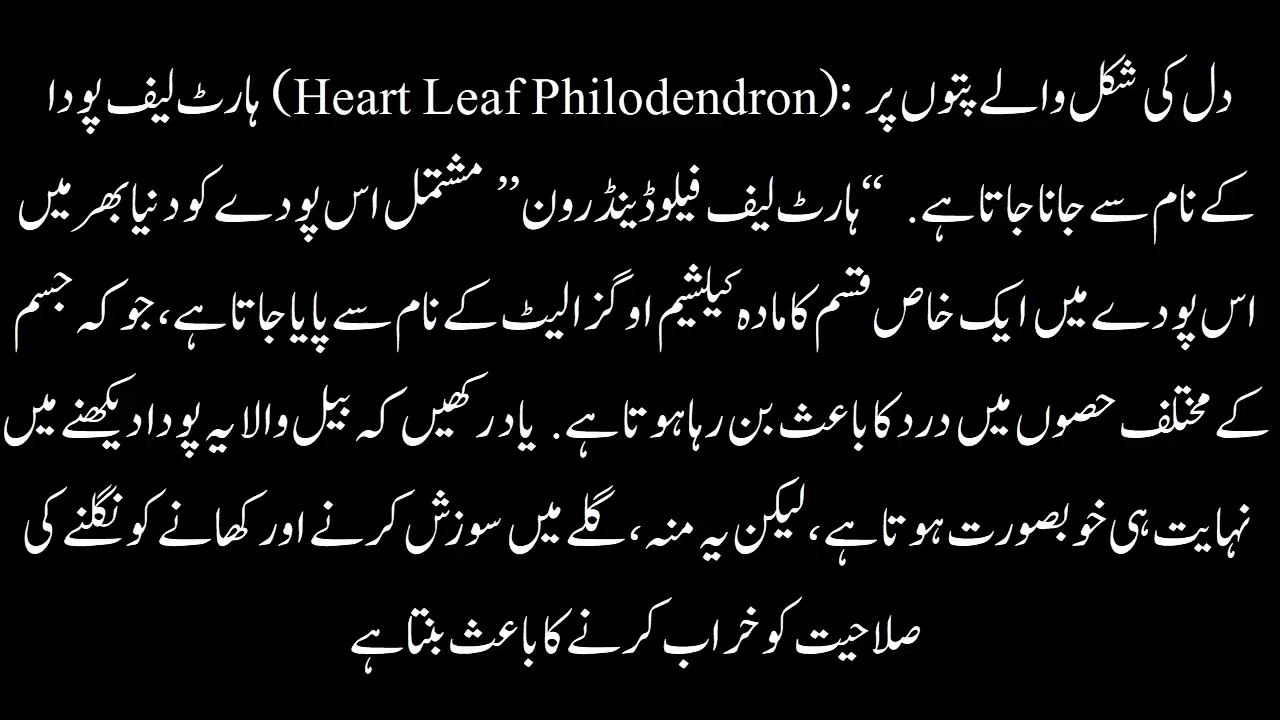 ہارٹ لیف پودا (Heart Leaf Philodendron): دل کی شکل والے پتوں پر
مشتمل اس پودے کو دنیا بھر میں ”ہارٹ لیف فیلوڈینڈرون“ کے نام سے جانا جاتا ہے.
اس پودے میں ایک خاص قسم کا مادہ کیلشیم اوگزالیٹ کے نام سے پایا جاتا ہے، جو کہ جسم
کے مختلف حصوں میں درد کا باعث بن رہا ہوتا ہے. یاد رکھیں کہ بیل والا یہ پودا دیکھنے میں
نہایت ہی خوبصورت ہوتا ہے، لیکن یہ منہ، گلے میں سوزش کرنے اور کھانے کو نگلنے کی
صلاحیت کو خراب کرنے کا باعث بنتا ہے